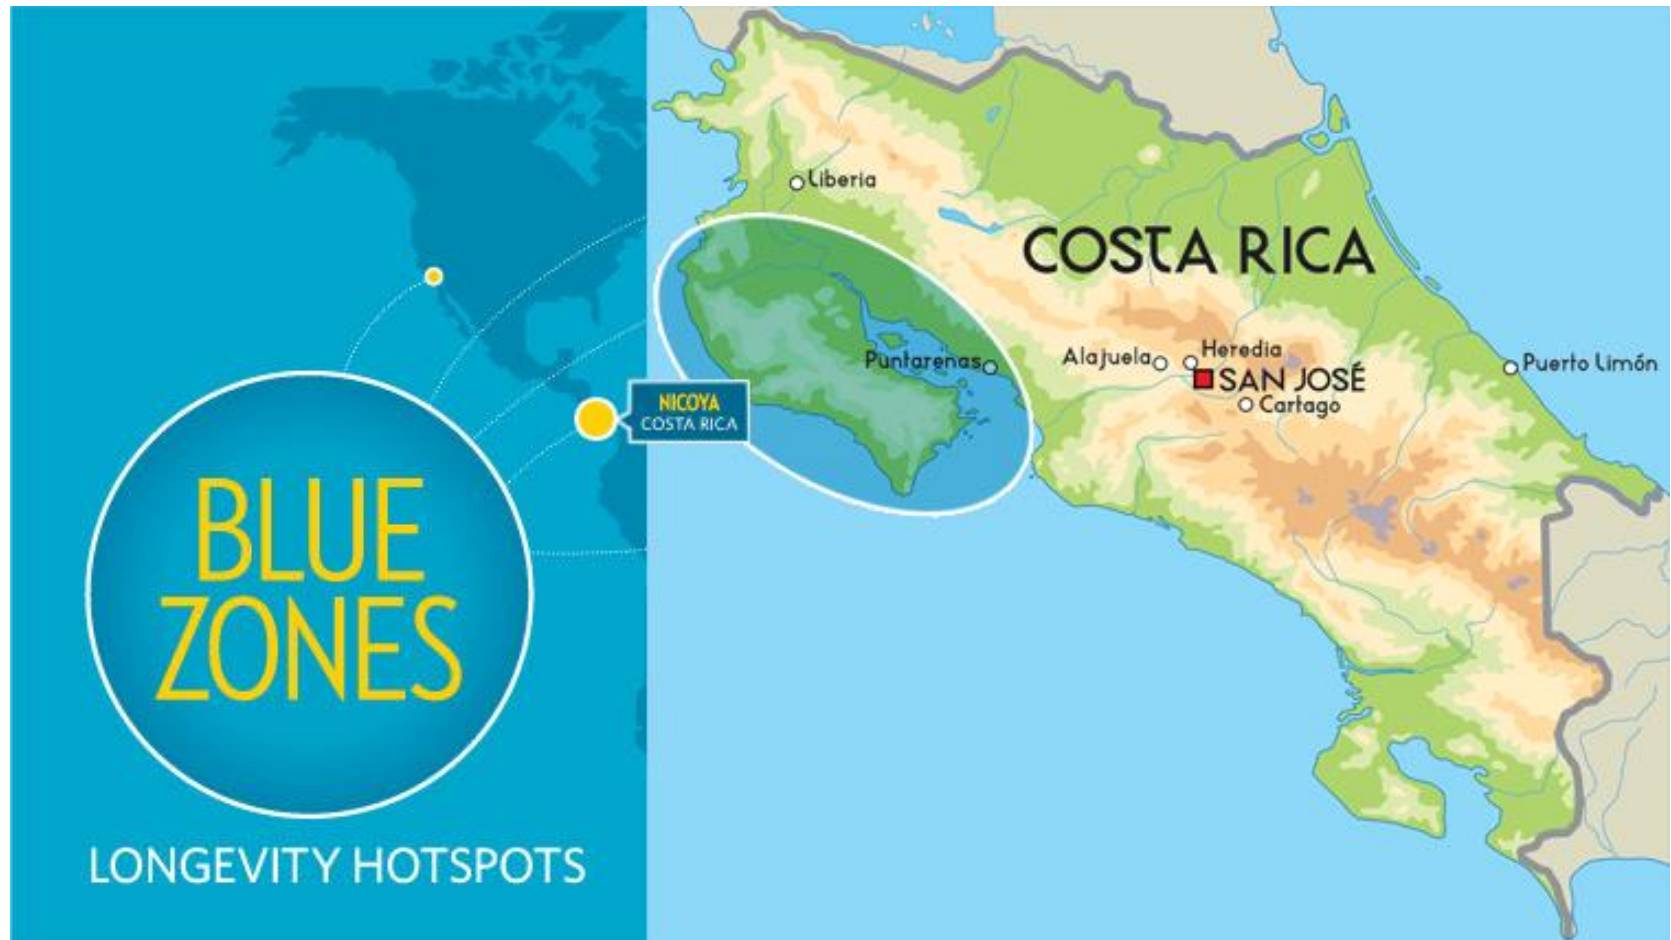 BLUE
ZONES
LONGEVITY HOTSPOTS
NICOYA
COSTA RICA
COSTA RICA
Liberia
Puntarenas
Alajuela
Heredia
SAN JOSÉ
Cartago
Puerto Limón